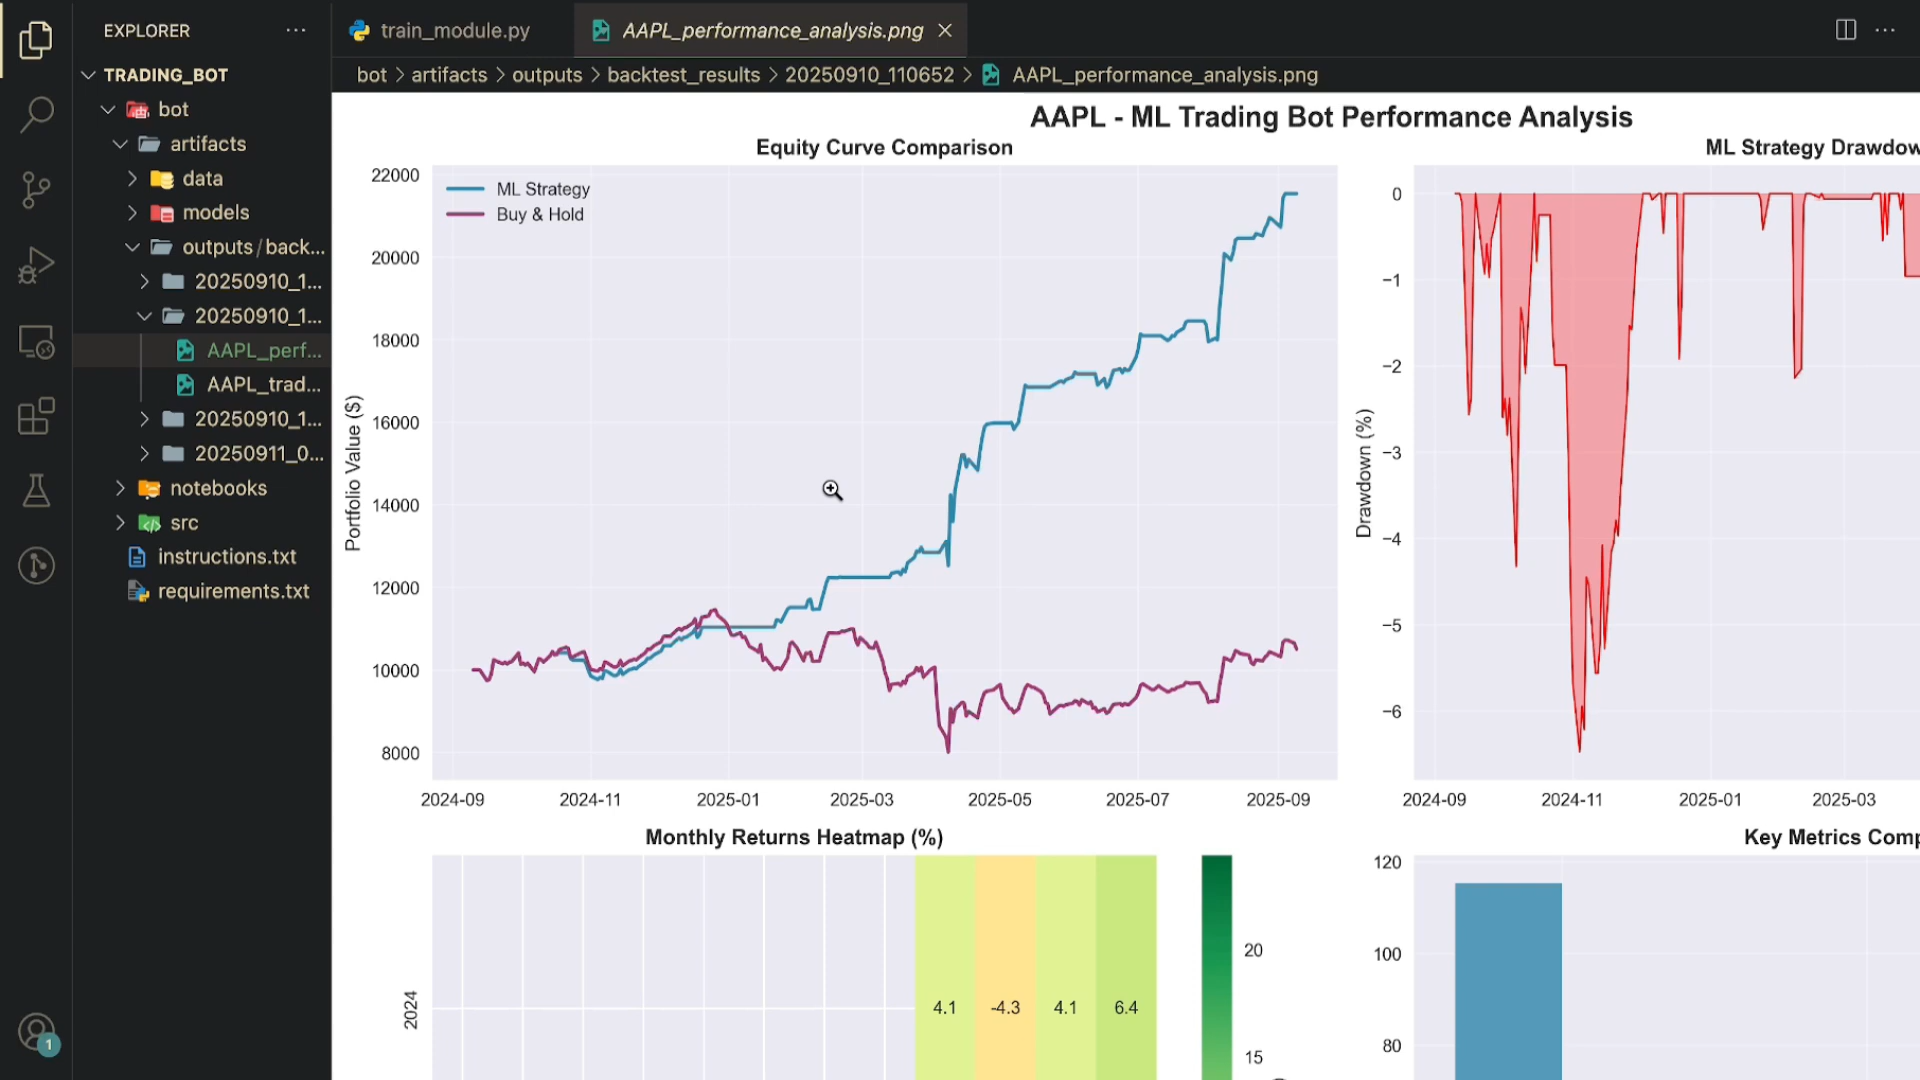 EXPLORER
TRADING_BOT
bot
artifacts
data
models
outputs/back...
20250910_1...
20250910_1...
AAPL_perf...
AAPL_trad...
20250910_1...
20250911_0...
notebooks
src
instructions.txt
requirements.txt
1
train_module.py
AAPL_performance_analysis.png
bot > artifacts > outputs > backtest_results > 20250910_110652 > AAPL_performance_analysis.png
AAPL - ML Trading Bot Performance Analysis
Equity Curve Comparison
ML Strategy
Buy & Hold
Portfolio Value ($)
22000
20000
18000
16000
14000
12000
10000
8000
2024-09 2024-11 2025-01 2025-03 2025-05 2025-07 2025-09
ML Strategy Drawdow
Drawdown (%)
0
−1
−2
−3
−4
−5
−6
2024-09 2024-11 2025-01 2025-03
Monthly Returns Heatmap (%)
2024
4.1 -4.3 4.1 6.4
20
15
Key Metrics Comp
120
100
80